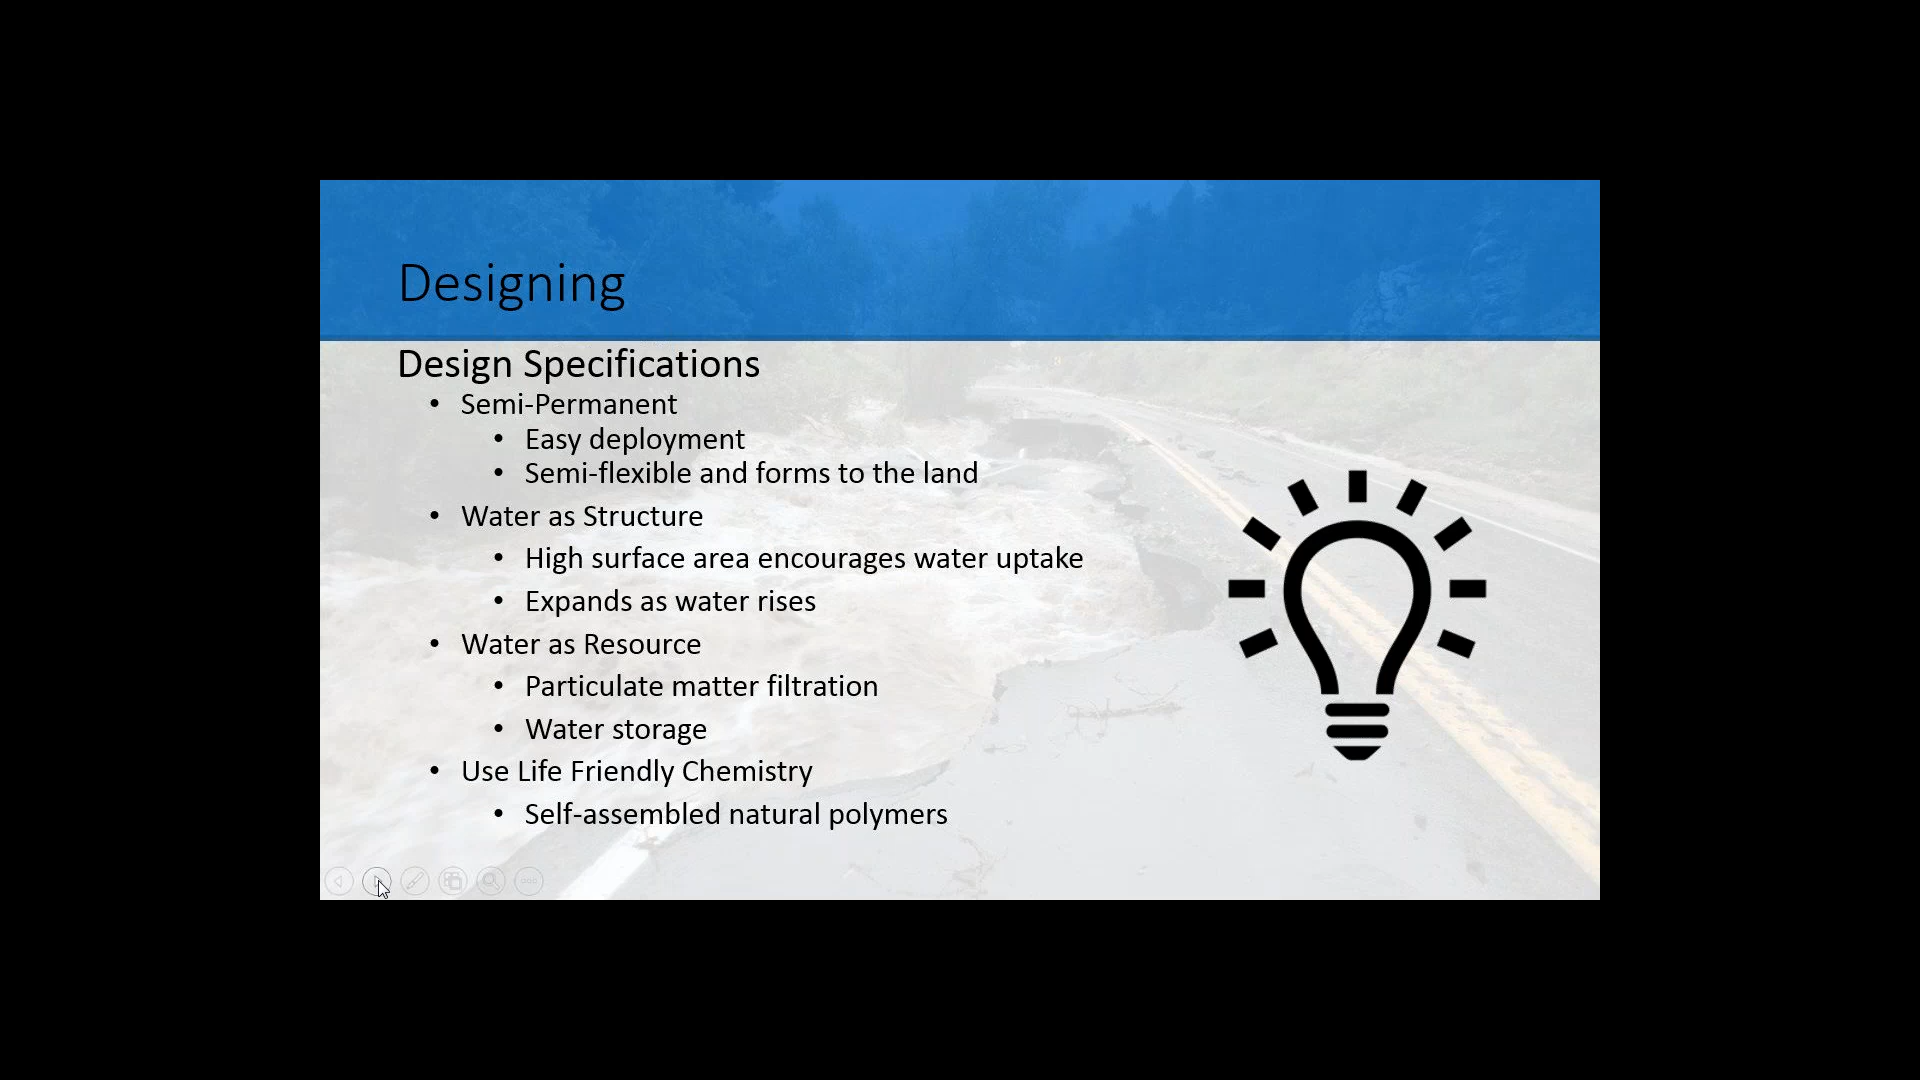 Designing
Design Specifications
• Semi-Permanent
• Easy deployment
• Semi-flexible and forms to the land
• Water as Structure
• High surface area encourages water uptake
• Expands as water rises
• Water as Resource
• Particulate matter filtration
• Water storage
• Use Life Friendly Chemistry
• Self-assembled natural polymers